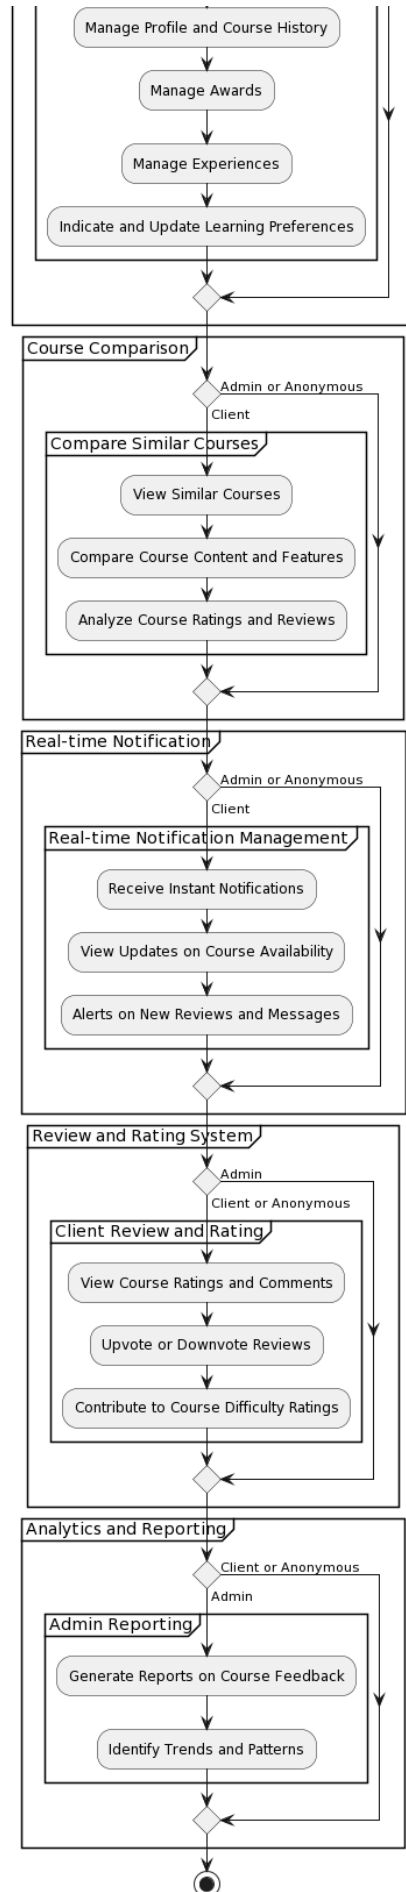 Manage Profile and Course History
Manage Awards
Manage Experiences
Indicate and Update Learning Preferences
Course Comparison
Admin or Anonymous
Client
Compare Similar Courses
View Similar Courses
Compare Course Content and Features
Analyze Course Ratings and Reviews
Real-time Notification
Admin or Anonymous
Client
Real-time Notification Management
Receive Instant Notifications
View Updates on Course Availability
Alerts on New Reviews and Messages
Review and Rating System
Admin
Client or Anonymous
Client Review and Rating
View Course Ratings and Comments
Upvote or Downvote Reviews
Contribute to Course Difficulty Ratings
Analytics and Reporting
Client or Anonymous
Admin
Admin Reporting
Generate Reports on Course Feedback
Identify Trends and Patterns